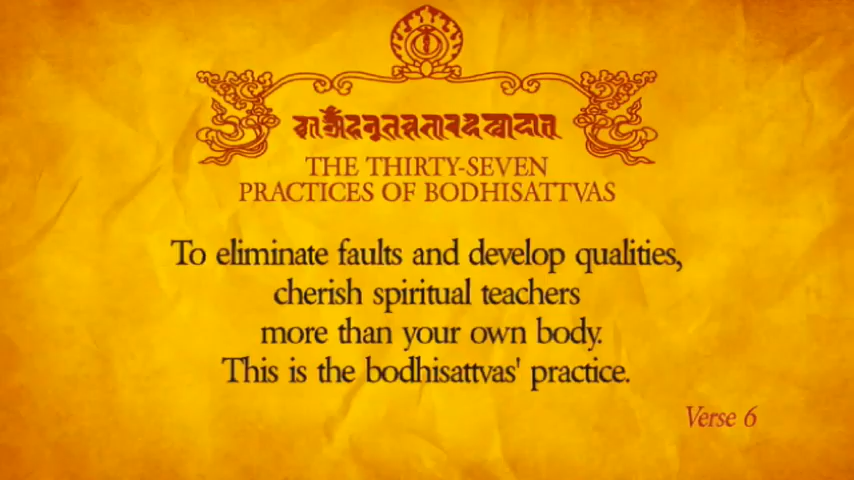 THE THIRTY-SEVEN
PRACTICES OF BODHISATTVAS
To eliminate faults and develop qualities,
cherish spiritual teachers
more than your own body.
This is the bodhisattvas' practice.
Verse 6